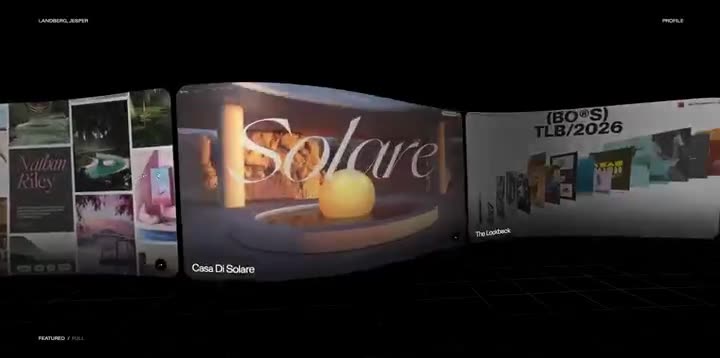 LANDBERG, JESPER
PROFILE
Nathan
Riley
Solare
Casa Di Solare
(BO®S)
TLB/2026
The Lookback
FEATURED / FULL